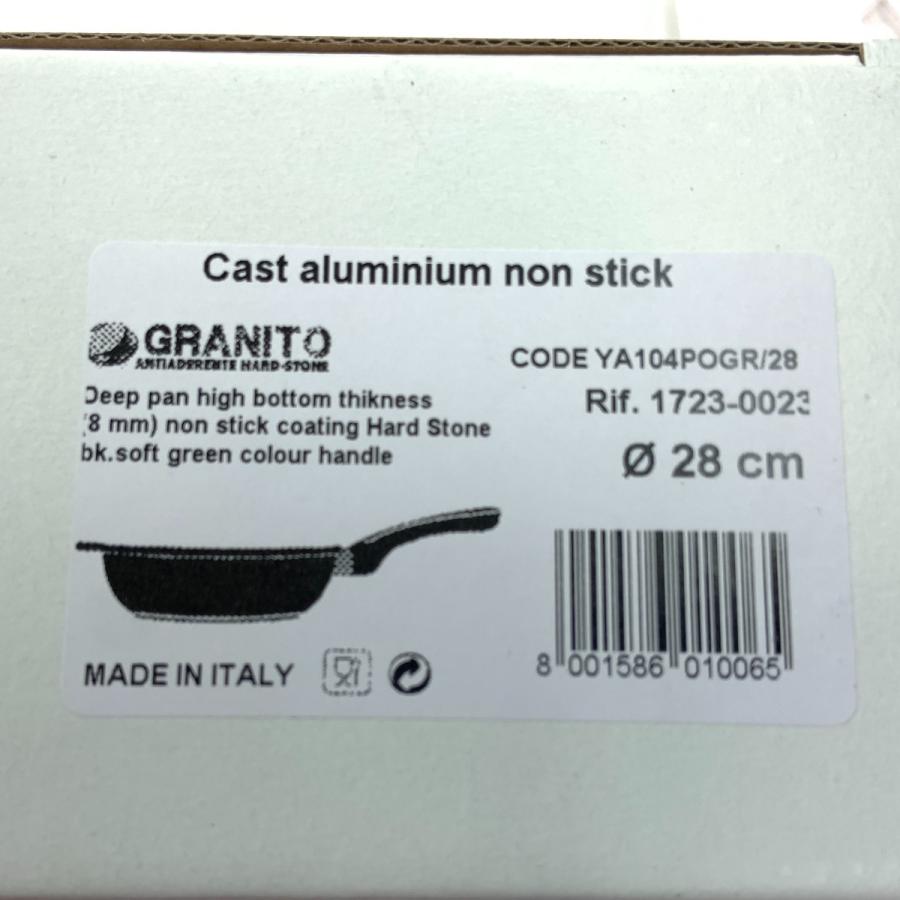 Cast aluminium non stick
GRANITO
ANTIADERENTE HARD-STONE
CODE YA104POGR/28
Deep pan high bottom thikness
Rif. 1723-0023
(8 mm) non stick coating Hard Stone
bk.soft green colour handle
Ø 28 cm
MADE IN ITALY
8 001586 010065